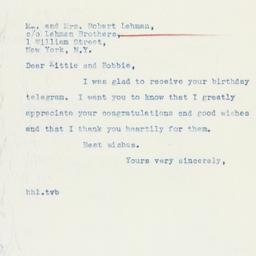 Mr. and Mrs. Robert Lehman,
c/o Lehman Brothers,
1 William Street,
New York, N.Y.
Dear Kittie and Bobbie,
I was glad to receive your birthday
telegram. I want you to know that I greatly
appreciate your congratulations and good wishes
and that I thank you heartily for them.
Best wishes.
Yours very sincerely,
hhl.tvb